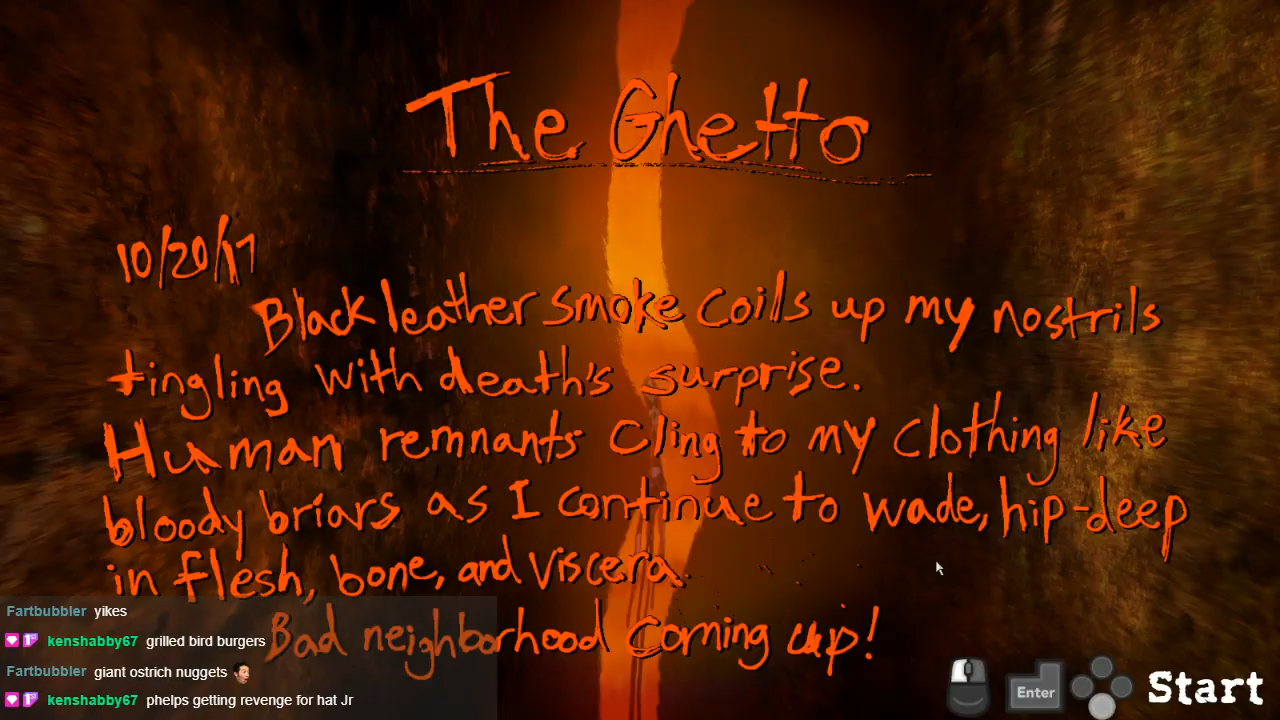 The Ghetto
10/20/17
Black leather smoke coils up my nostrils
tingling with death's surprise.
Human remnants cling to my clothing like
bloody briars as I continue to wade, hip-deep
in flesh, bone, and viscera.
Bad neighborhood coming up!
Fartbubbler yikes
kenshabby67 grilled bird burgers
Fartbubbler giant ostrich nuggets
kenshabby67 phelps getting revenge for hat Jr
Enter
Start